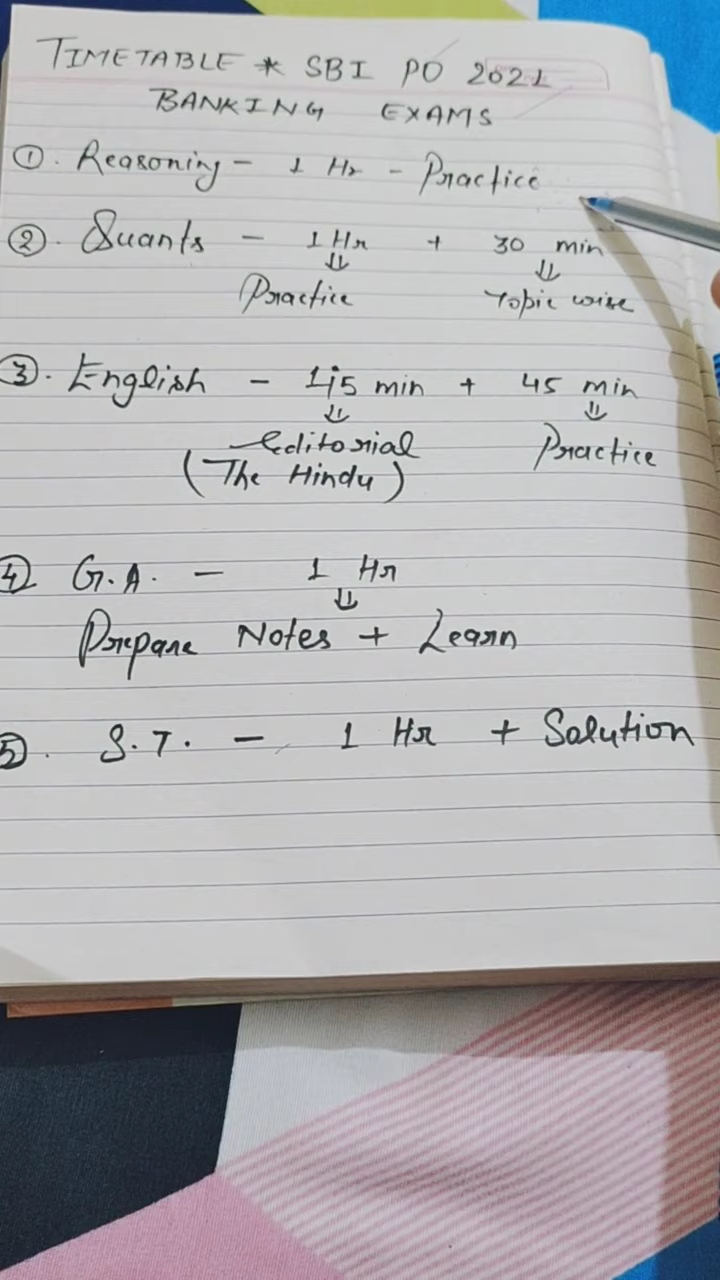 TIMETABLE * SBI PO 2021
BANKING EXAMS
①. Reasoning - 1 Hr - Practice
②. Quants - 1 Hr + 30 min
⇓ ⇓
Practice Topic wise
③. English - 45 min + 45 min
⇓ ⇓
Editorial Practice
(The Hindu)
④ G.A. - 1 Hr
⇓
Prepare Notes + Learn
⑤. S.T. - 1 Hr + Solution